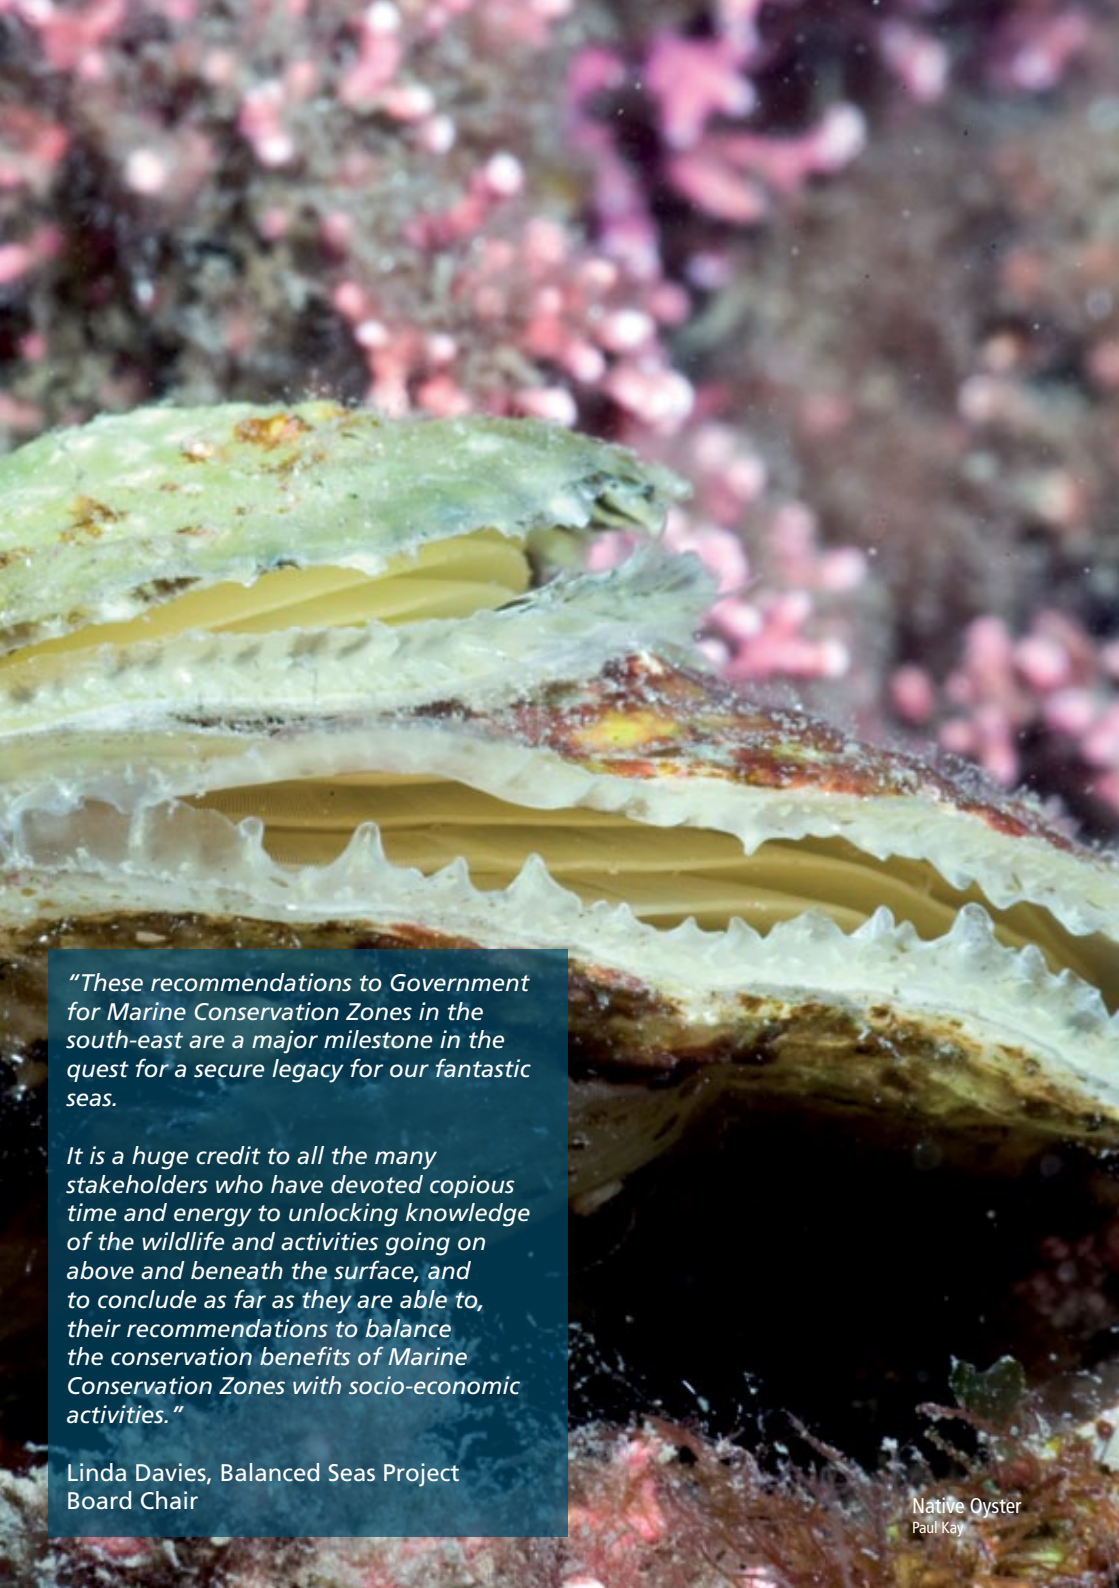 “These recommendations to Government
for Marine Conservation Zones in the
south-east are a major milestone in the
quest for a secure legacy for our fantastic
seas.
It is a huge credit to all the many
stakeholders who have devoted copious
time and energy to unlocking knowledge
of the wildlife and activities going on
above and beneath the surface, and
to conclude as far as they are able to,
their recommendations to balance
the conservation benefits of Marine
Conservation Zones with socio-economic
activities.”
Linda Davies, Balanced Seas Project
Board Chair
Native Oyster
Paul Kay